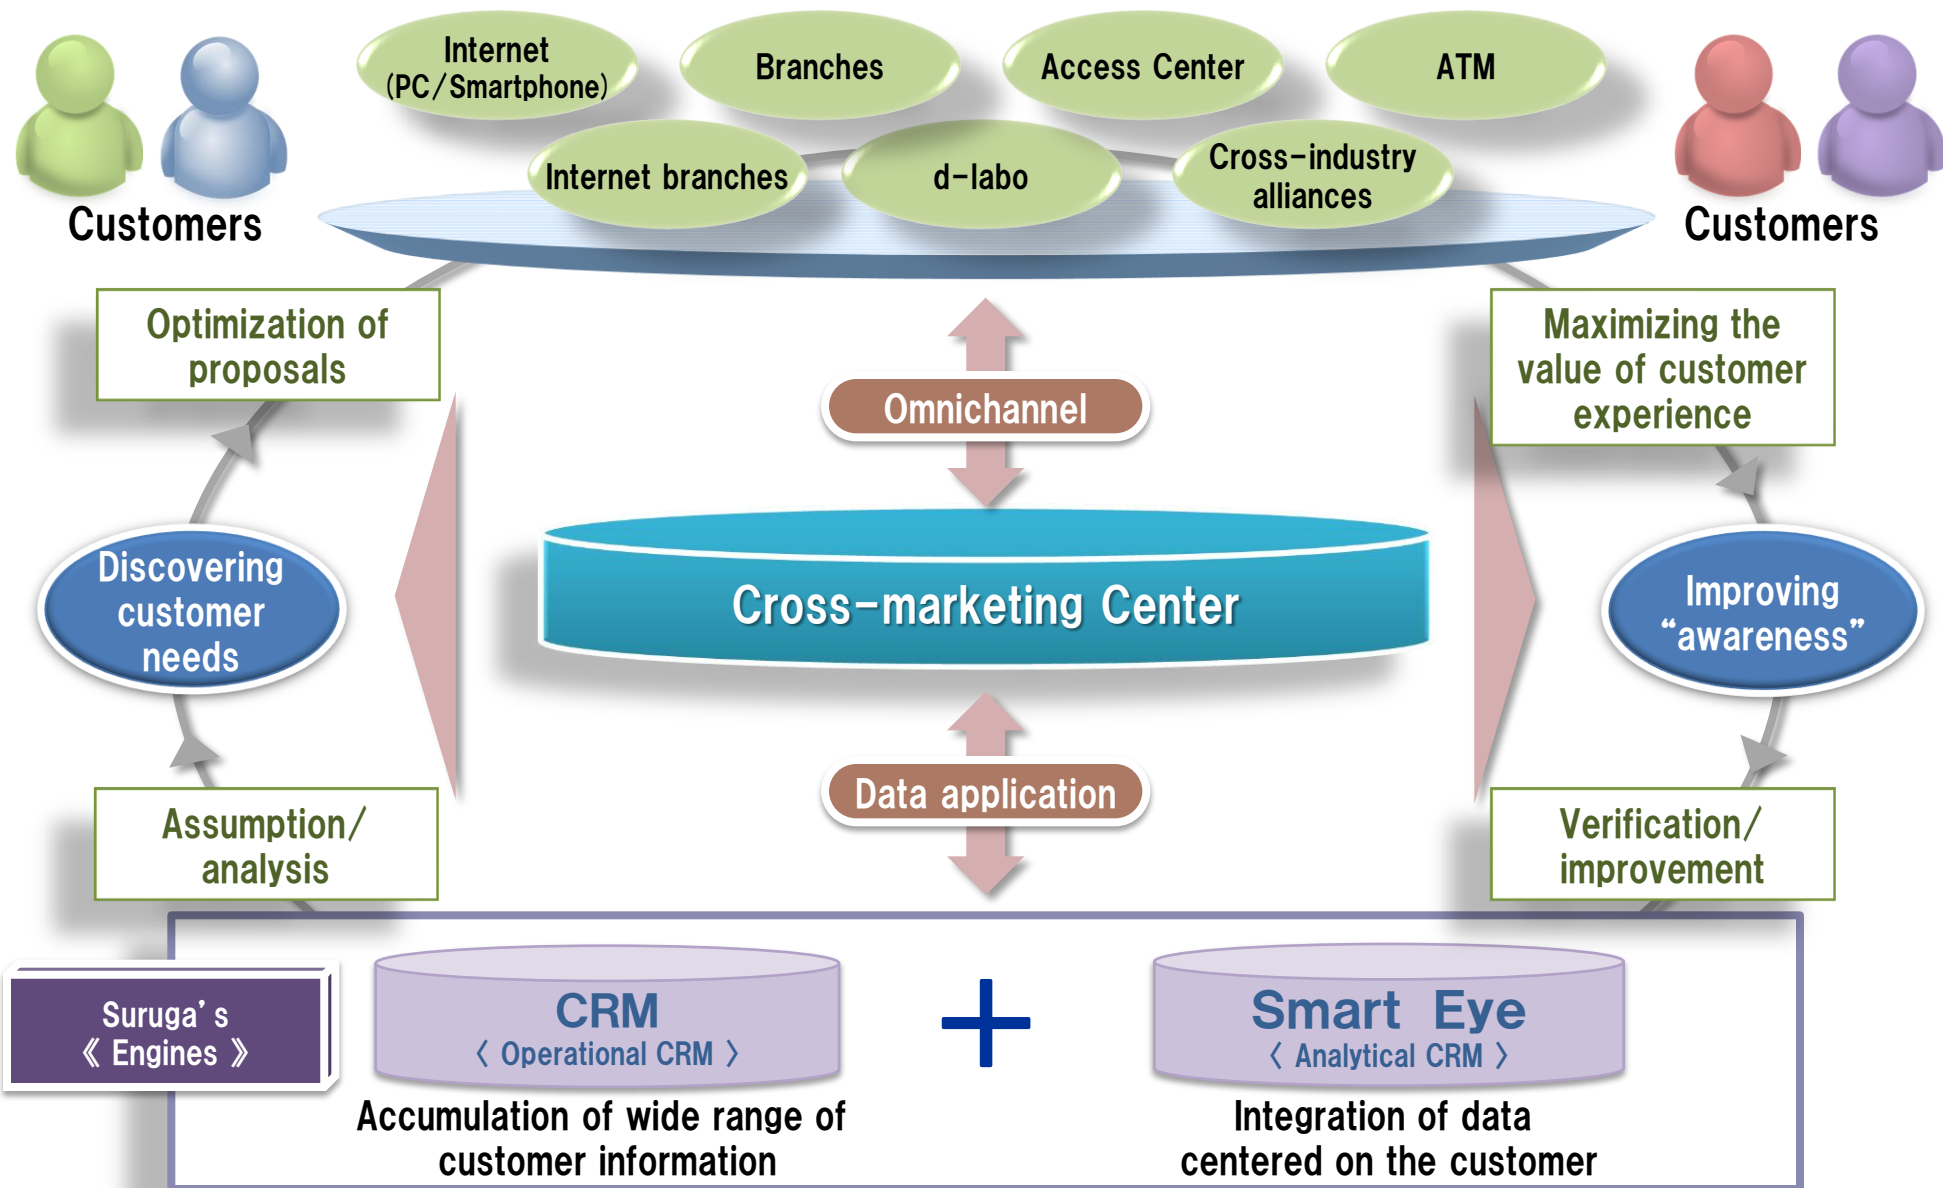 Internet
(PC/Smartphone)
Branches
Access Center
ATM
Internet branches
d-labo
Cross-industry
alliances
Customers
Customers
Optimization of
proposals
Maximizing the
value of customer
experience
Omnichannel
Discovering
customer
needs
Cross-marketing Center
Improving
“awareness”
Data application
Assumption/
analysis
Verification/
improvement
Suruga’s
《 Engines 》
CRM
〈 Operational CRM 〉
Smart Eye
〈 Analytical CRM 〉
Accumulation of wide range of
customer information
Integration of data
centered on the customer